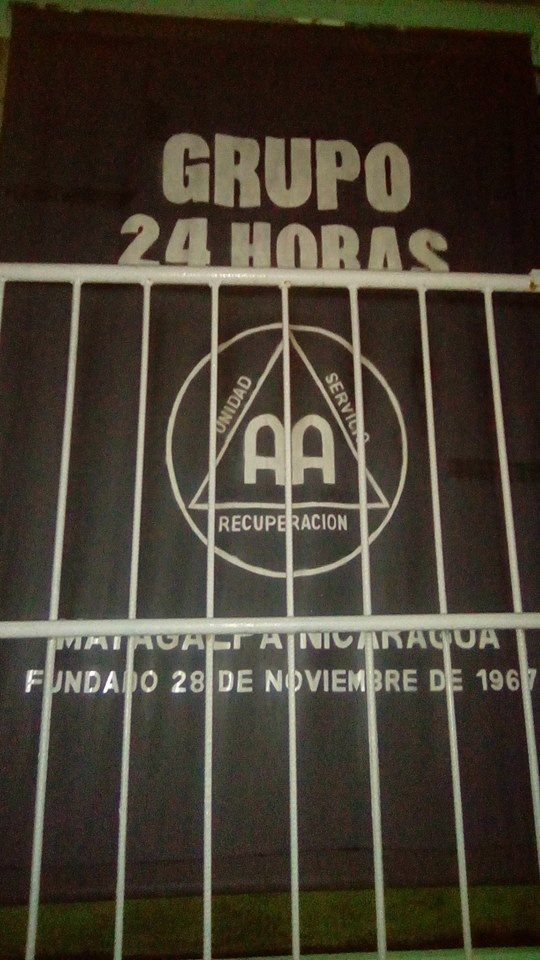 GRUPO
24 HORAS
UNIDAD
SERVICIO
AA
RECUPERACION
MATAGALPA NICARAGUA
FUNDADO 28 DE NOVIEMBRE DE 1967